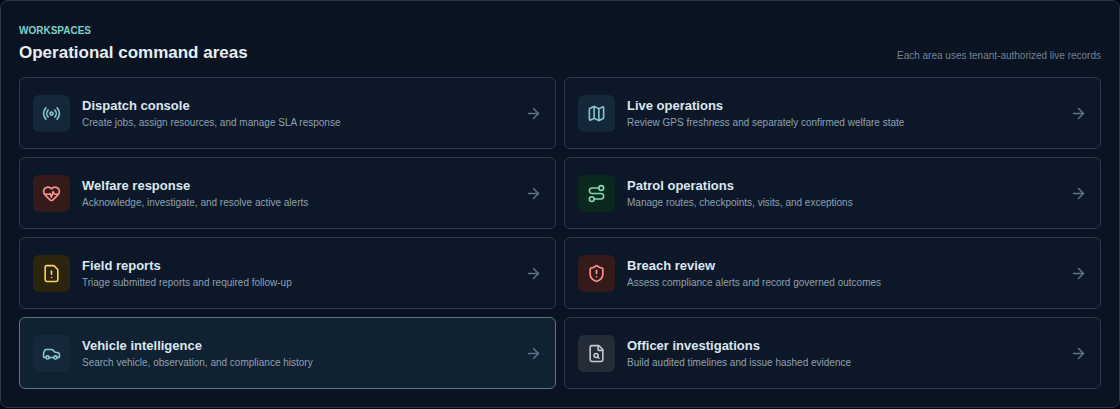 WORKSPACES
Operational command areas
Each area uses tenant-authorized live records
Dispatch console
Create jobs, assign resources, and manage SLA response
Live operations
Review GPS freshness and separately confirmed welfare state
Welfare response
Acknowledge, investigate, and resolve active alerts
Patrol operations
Manage routes, checkpoints, visits, and exceptions
Field reports
Triage submitted reports and required follow-up
Breach review
Assess compliance alerts and record governed outcomes
Vehicle intelligence
Search vehicle, observation, and compliance history
Officer investigations
Build audited timelines and issue hashed evidence